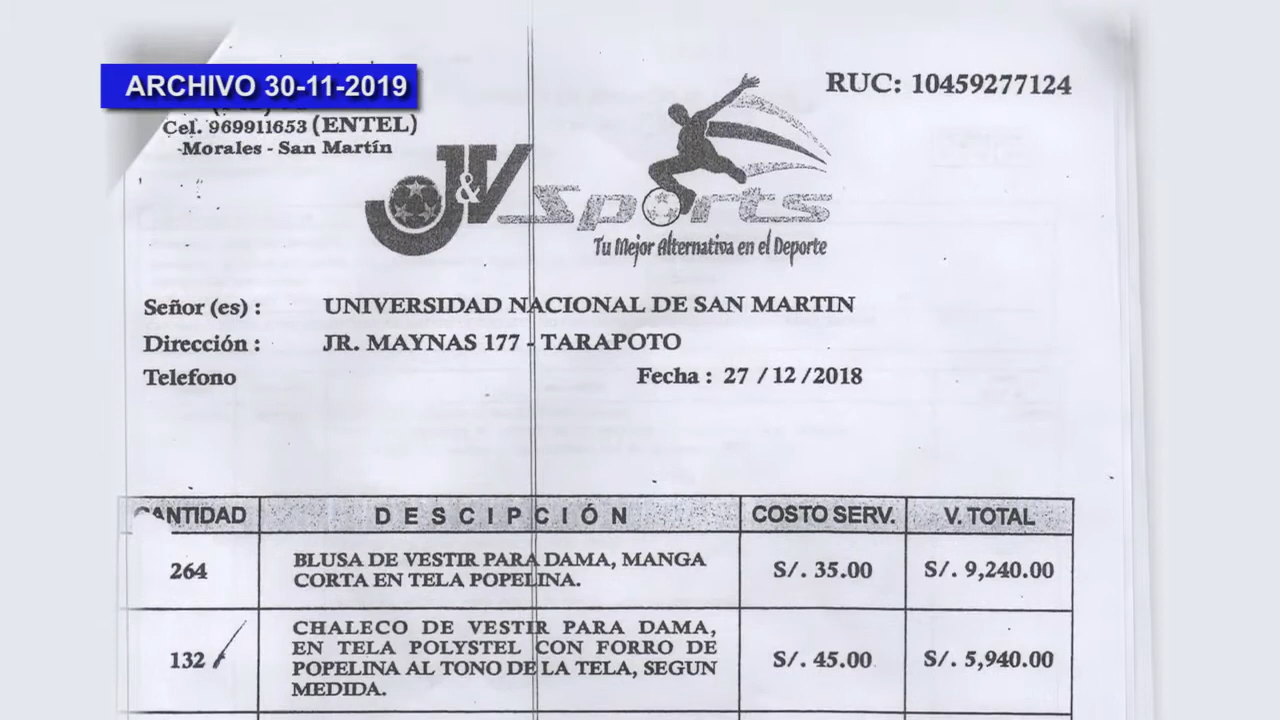 ARCHIVO 30-11-2019
RUC: 10459277124
Cel. 969911653 (ENTEL)
Morales - San Martín
J&V Sports
Tu Mejor Alternativa en el Deporte
Señor (es) : UNIVERSIDAD NACIONAL DE SAN MARTIN
Dirección : JR. MAYNAS 177 - TARAPOTO
Telefono Fecha : 27 / 12 / 2018
CANTIDAD DESCIPCIÓN COSTO SERV. V. TOTAL
264 BLUSA DE VESTIR PARA DAMA, MANGA CORTA EN TELA POPELINA. S/. 35.00 S/. 9,240.00
132 CHALECO DE VESTIR PARA DAMA, EN TELA POLYSTEL CON FORRO DE POPELINA AL TONO DE LA TELA, SEGUN MEDIDA. S/. 45.00 S/. 5,940.00